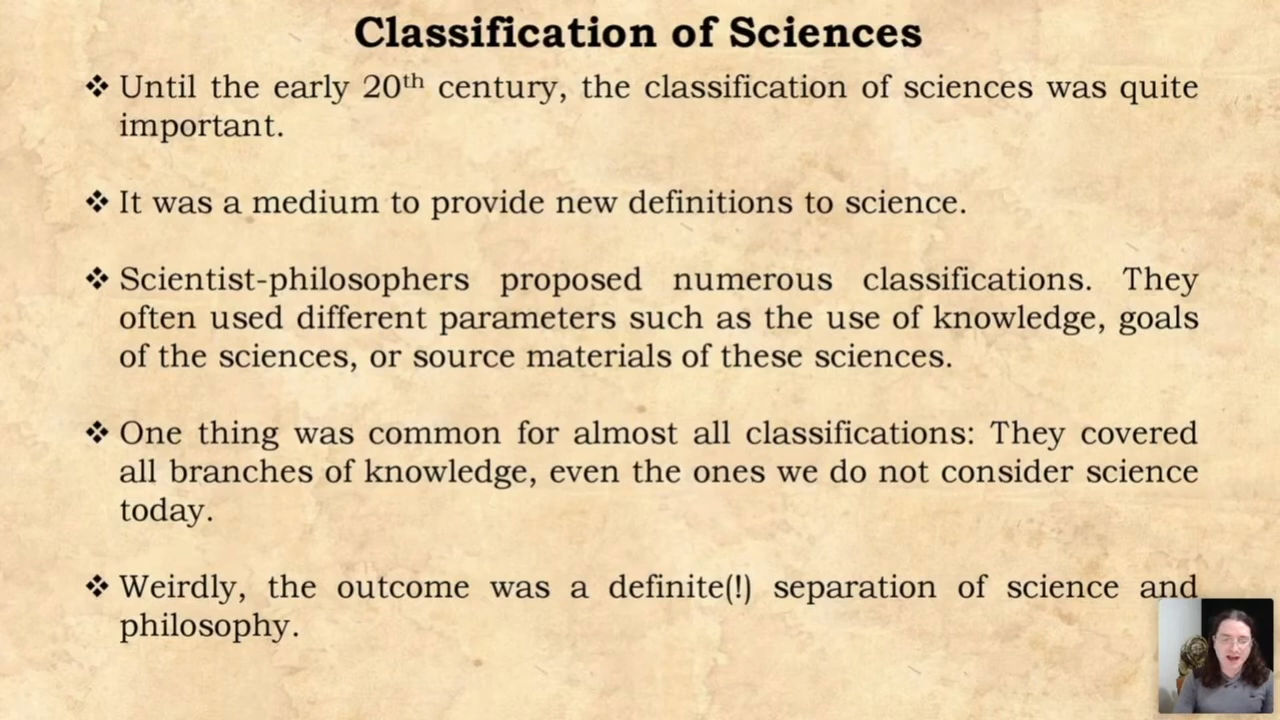 Classification of Sciences
❖ Until the early 20th century, the classification of sciences was quite
important.
❖ It was a medium to provide new definitions to science.
❖ Scientist-philosophers proposed numerous classifications. They
often used different parameters such as the use of knowledge, goals
of the sciences, or source materials of these sciences.
❖ One thing was common for almost all classifications: They covered
all branches of knowledge, even the ones we do not consider science
today.
❖ Weirdly, the outcome was a definite(!) separation of science and
philosophy.